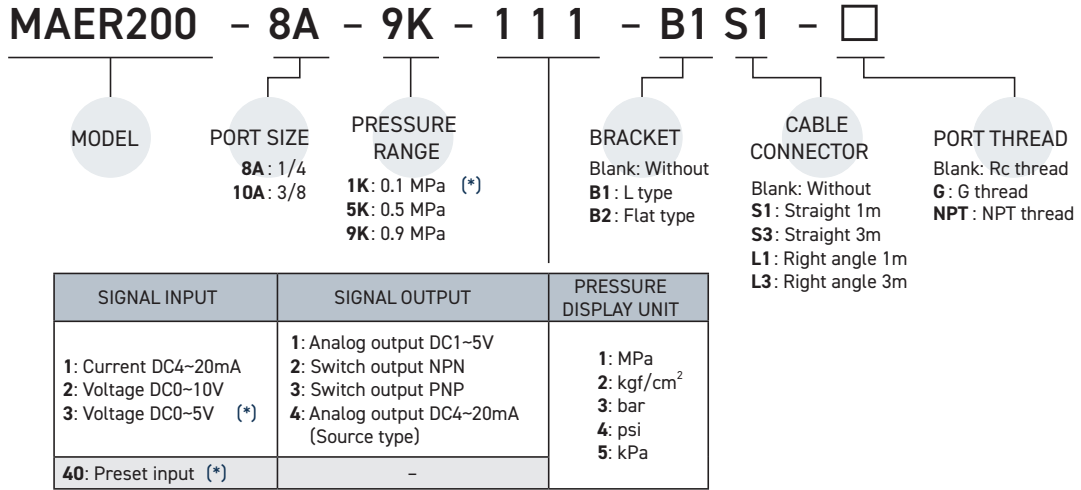 MAER200 – 8A – 9K – 1 1 1 – B1 S1 – □
MODEL
PORT SIZE
8A : 1/4
10A : 3/8
PRESSURE
RANGE
1K: 0.1 MPa (*)
5K: 0.5 MPa
9K: 0.9 MPa
BRACKET
Blank: Without
B1 : L type
B2 : Flat type
CABLE
CONNECTOR
Blank: Without
S1 : Straight 1m
S3 : Straight 3m
L1 : Right angle 1m
L3 : Right angle 3m
PORT THREAD
Blank: Rc thread
G : G thread
NPT : NPT thread
SIGNAL INPUT
SIGNAL OUTPUT
PRESSURE
DISPLAY UNIT
1: Current DC4~20mA
2: Voltage DC0~10V
3: Voltage DC0~5V (*)
1: Analog output DC1~5V
2: Switch output NPN
3: Switch output PNP
4: Analog output DC4~20mA
(Source type)
1: MPa
2: kgf/cm²
3: bar
4: psi
5: kPa
40: Preset input (*)
–